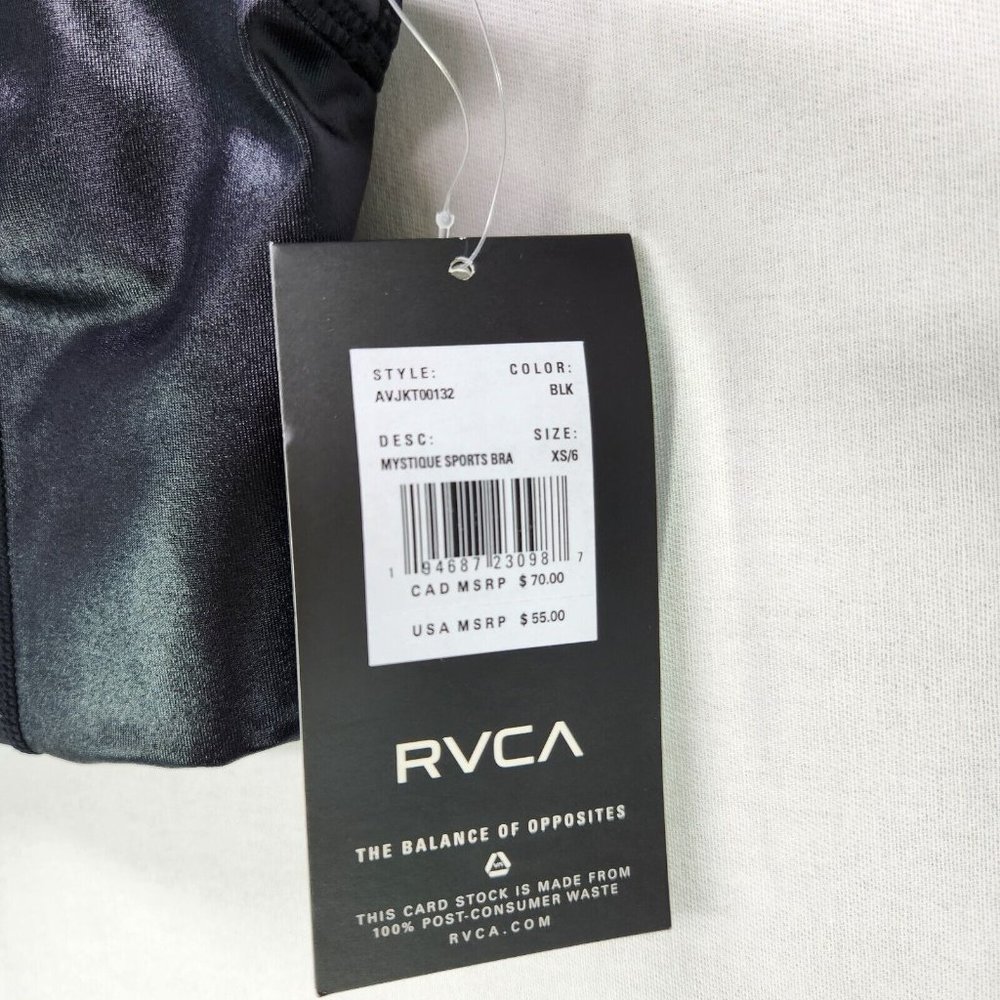 STYLE: COLOR:
AVJKT00132 BLK
DESC: SIZE:
MYSTIQUE SPORTS BRA XS/6
1 94687 23098 7
CAD MSRP $ 70.00
USA MSRP $ 55.00
RVCA
THE BALANCE OF OPPOSITES
THIS CARD STOCK IS MADE FROM
100% POST-CONSUMER WASTE
RVCA.COM